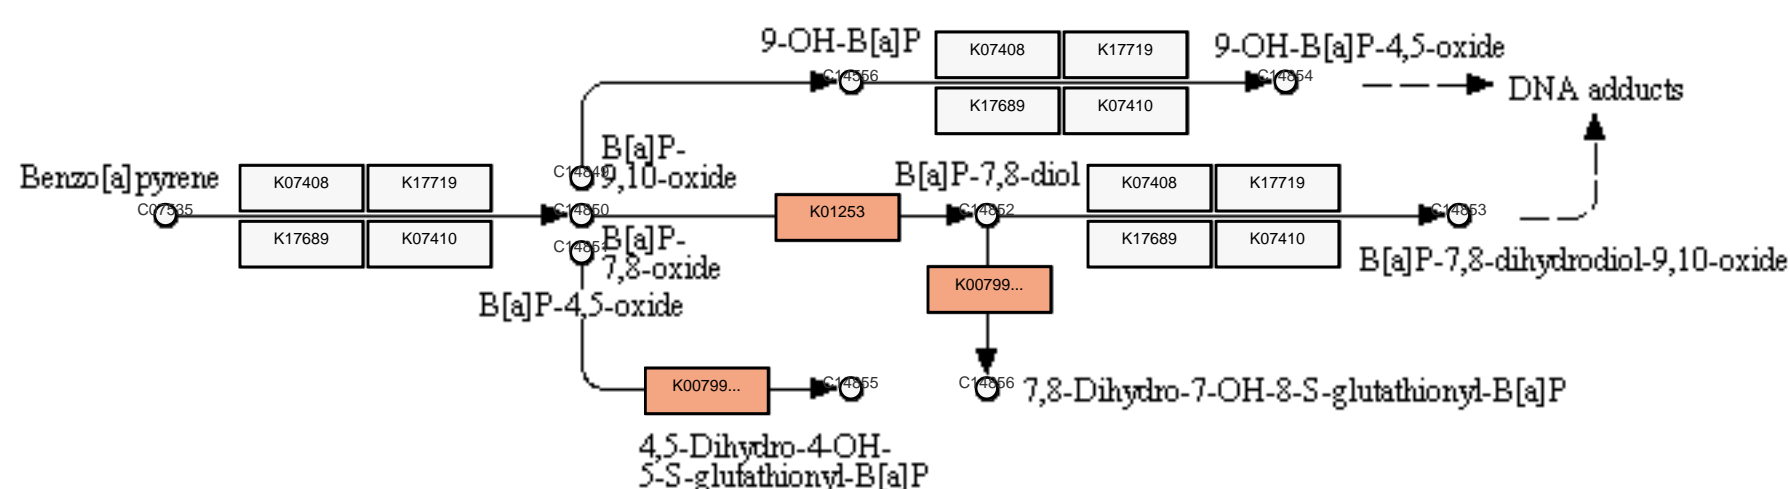 9-OH-B[a]P
K07408
K17719
9-OH-B[a]P-4,5-oxide
C14556
C14854
K17689
K07410
DNA adducts
Benzo[a]pyrene
K07408
K17719
B[a]P-
9,10-oxide
C14849
B[a]P-7,8-diol
K07408
K17719
C07535
C14850
K01253
C14852
C14853
K17689
K07410
C14851
B[a]P-
7,8-oxide
K17689
K07410
B[a]P-7,8-dihydrodiol-9,10-oxide
B[a]P-4,5-oxide
K00799...
K00799...
C14855
C14856
7,8-Dihydro-7-OH-8-S-glutathionyl-B[a]P
4,5-Dihydro-4-OH-
5-S-glutathionyl-B[a]P